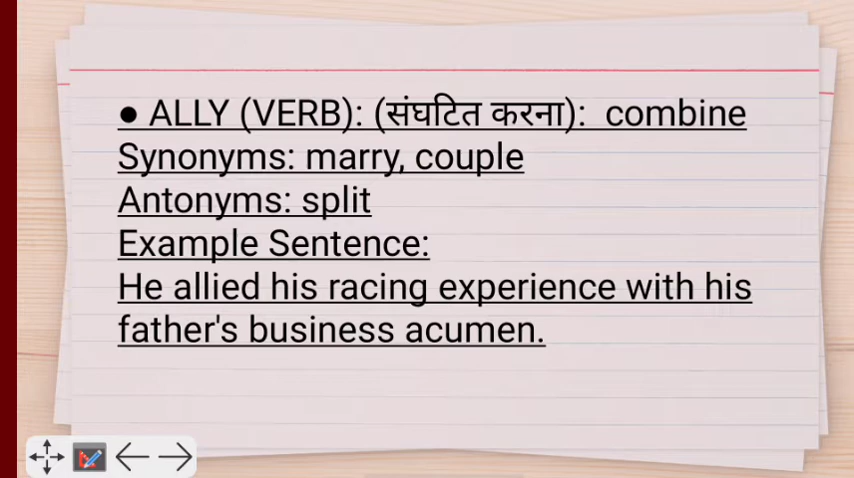 ● ALLY (VERB): (संघटित करना): combine
Synonyms: marry, couple
Antonyms: split
Example Sentence:
He allied his racing experience with his
father's business acumen.